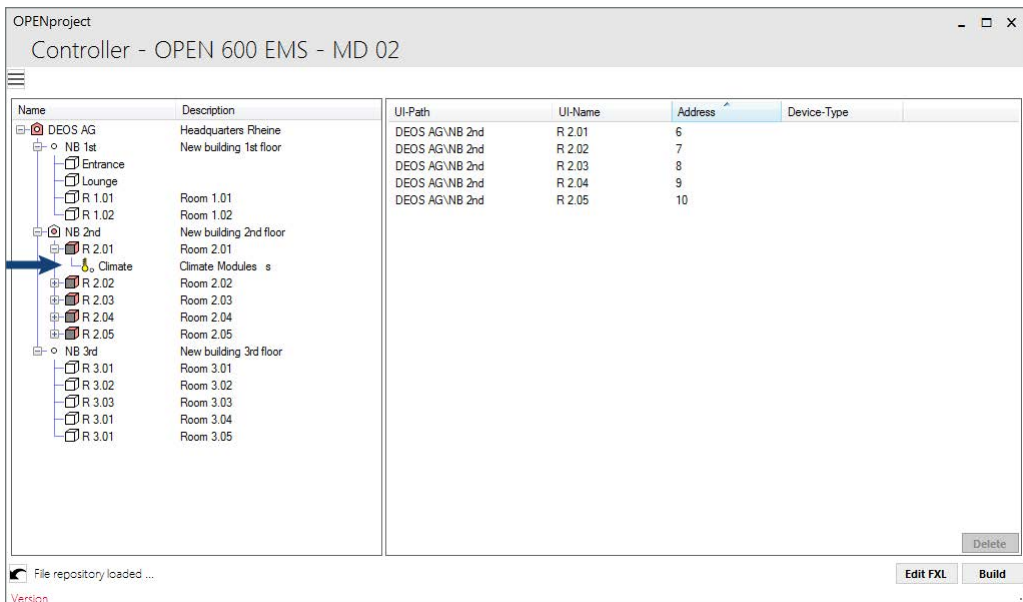 OPENproject
Controller - OPEN 600 EMS - MD 02
Name Description
DEOS AG Headquarters Rheine
NB 1st New building 1st floor
Entrance
Lounge
R 1.01 Room 1.01
R 1.02 Room 1.02
NB 2nd New building 2nd floor
R 2.01 Room 2.01
Climate Climate Modules s
R 2.02 Room 2.02
R 2.03 Room 2.03
R 2.04 Room 2.04
R 2.05 Room 2.05
NB 3rd New building 3rd floor
R 3.01 Room 3.01
R 3.02 Room 3.02
R 3.03 Room 3.03
R 3.01 Room 3.04
R 3.01 Room 3.05
UI-Path UI-Name Address Device-Type
DEOS AG\NB 2nd R 2.01 6
DEOS AG\NB 2nd R 2.02 7
DEOS AG\NB 2nd R 2.03 8
DEOS AG\NB 2nd R 2.04 9
DEOS AG\NB 2nd R 2.05 10
Delete
File repository loaded ...
Edit FXL Build
Version